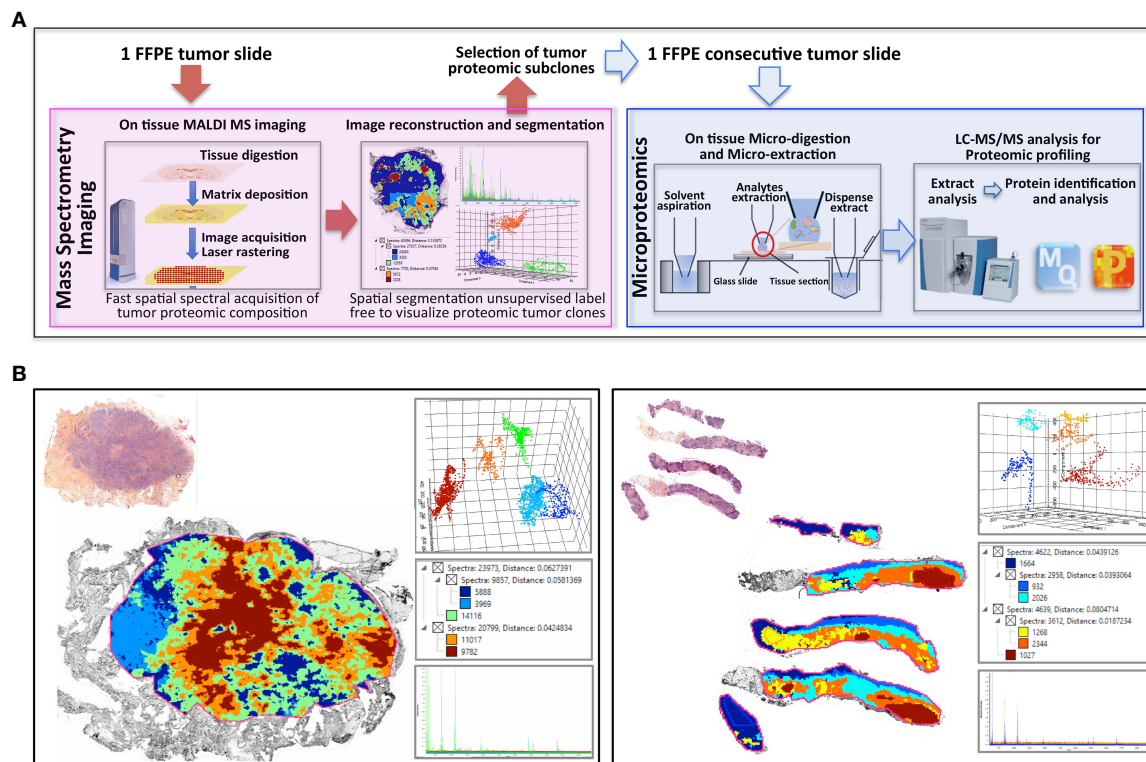 A
1 FFPE tumor slide
Selection of tumor
proteomic subclones
1 FFPE consecutive tumor slide
Mass Spectrometry
Imaging
On tissue MALDI MS imaging
Tissue digestion
Matrix deposition
Image acquisition
Laser rastering
Fast spatial spectral acquisition of
tumor proteomic composition
Image reconstruction and segmentation
Spatial segmentation unsupervised label
free to visualize proteomic tumor clones
Microproteomics
On tissue Micro-digestion
and Micro-extraction
Solvent
aspiration
Analytes
extraction
Dispense
extract
Glass slide
Tissue section
LC-MS/MS analysis for
Proteomic profiling
Extract
analysis
Protein identification
and analysis
MQ
P
B
Spectra: 23973, Distance: 0.0627391
Spectra: 9857, Distance: 0.0581369
5888
3969
14116
Spectra: 20799, Distance: 0.0424834
11017
9782
Spectra: 4622, Distance: 0.0439126
1664
Spectra: 2958, Distance: 0.0393064
932
2026
Spectra: 4639, Distance: 0.0804714
Spectra: 3612, Distance: 0.0187234
1268
2344
1027